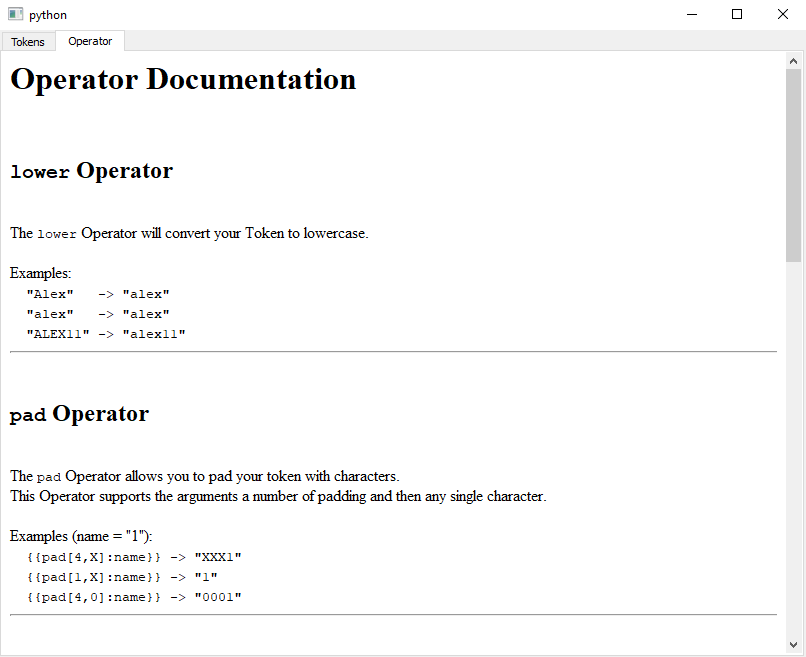 python
Tokens Operator
Operator Documentation
lower Operator
The lower Operator will convert your Token to lowercase.
Examples:
"Alex"   -> "alex"
"alex"   -> "alex"
"ALEX11" -> "alex11"
pad Operator
The pad Operator allows you to pad your token with characters.
This Operator supports the arguments a number of padding and then any single character.
Examples (name = "1"):
{{pad[4,X]:name}} -> "XXX1"
{{pad[1,X]:name}} -> "1"
{{pad[4,0]:name}} -> "0001"